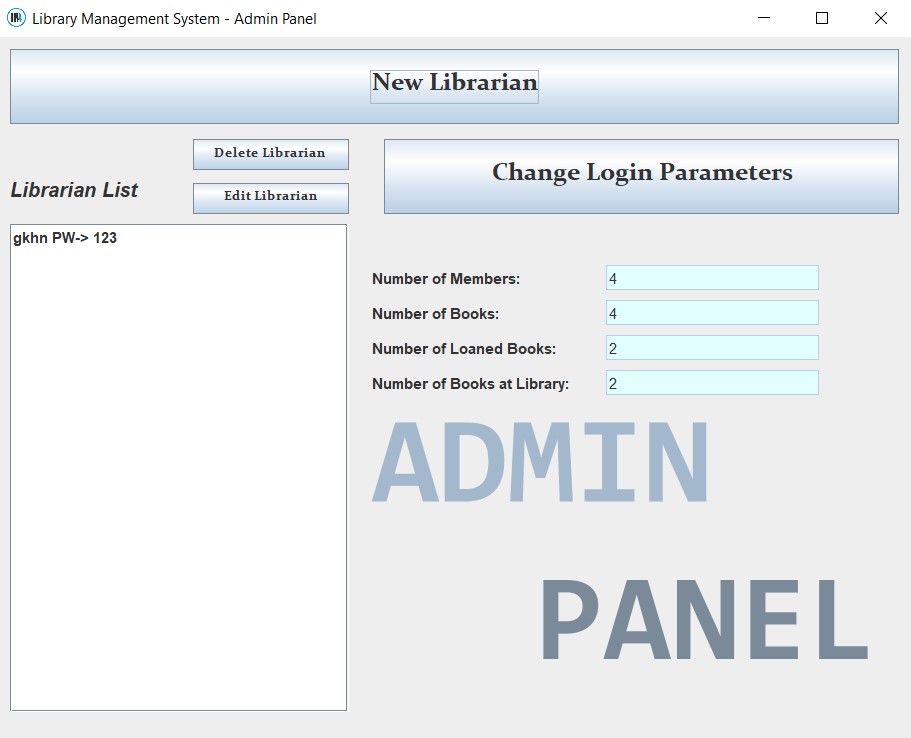 Library Management System - Admin Panel
New Librarian
Delete Librarian
Change Login Parameters
Librarian List
Edit Librarian
gkhn PW-> 123
Number of Members: 4
Number of Books: 4
Number of Loaned Books: 2
Number of Books at Library: 2
ADMIN
PANEL